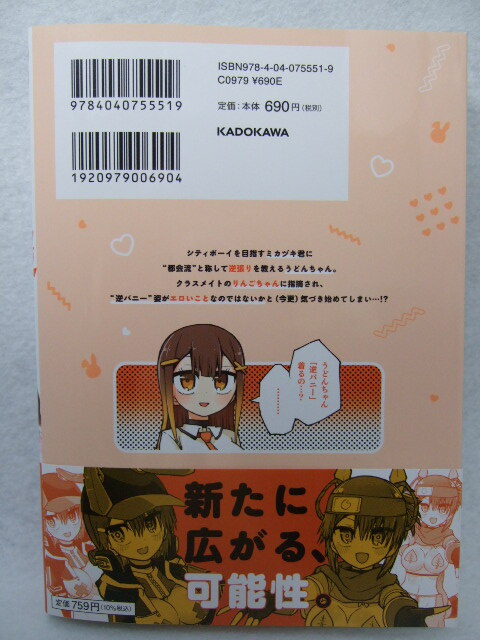 ISBN978-4-04-075551-9
C0979 ¥690E
定価:本体690円(税別)
KADOKAWA
9784040755519
1920979006904
シティボーイを目指すミカヅキ君に
“都会流”と称して逆張りを教えるうどんちゃん。
クラスメイトのりんごちゃんに指摘され、
“逆バニー”姿がエロいことなのではないかと(今更)気づき始めてしまい…!?
うどんちゃん
「逆バニー」
着るの…?
…………
新たに
広がる、
可能性。
定価 759円(10%税込)